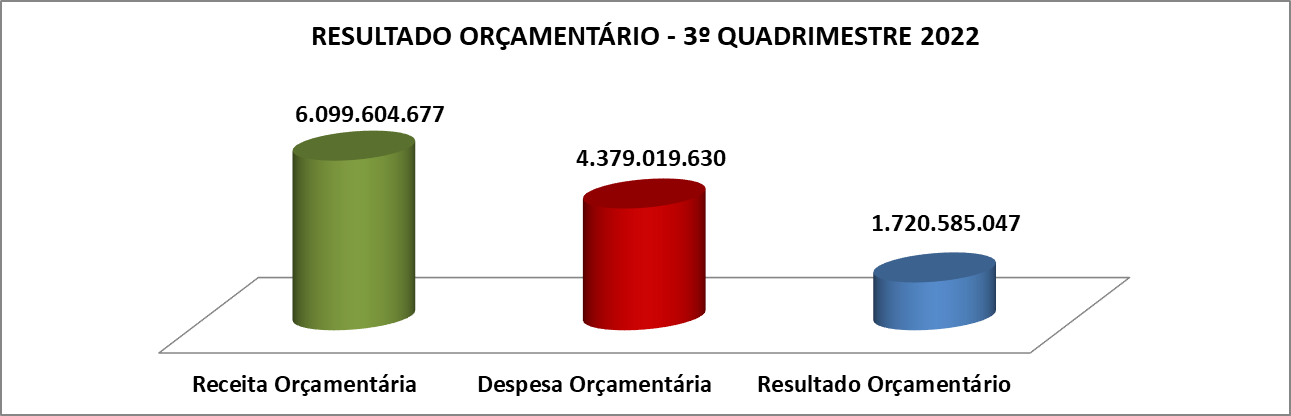 RESULTADO ORÇAMENTÁRIO - 3º QUADRIMESTRE 2022
6.099.604.677
4.379.019.630
1.720.585.047
Receita Orçamentária
Despesa Orçamentária
Resultado Orçamentário